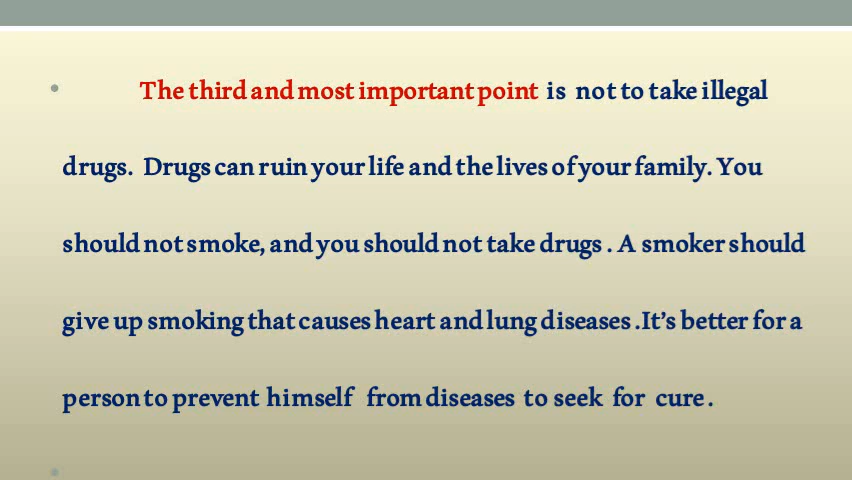 The third and most important point is not to take illegal
drugs. Drugs can ruin your life and the lives of your family. You
should not smoke, and you should not take drugs . A smoker should
give up smoking that causes heart and lung diseases .It's better for a
person to prevent himself from diseases to seek for cure .